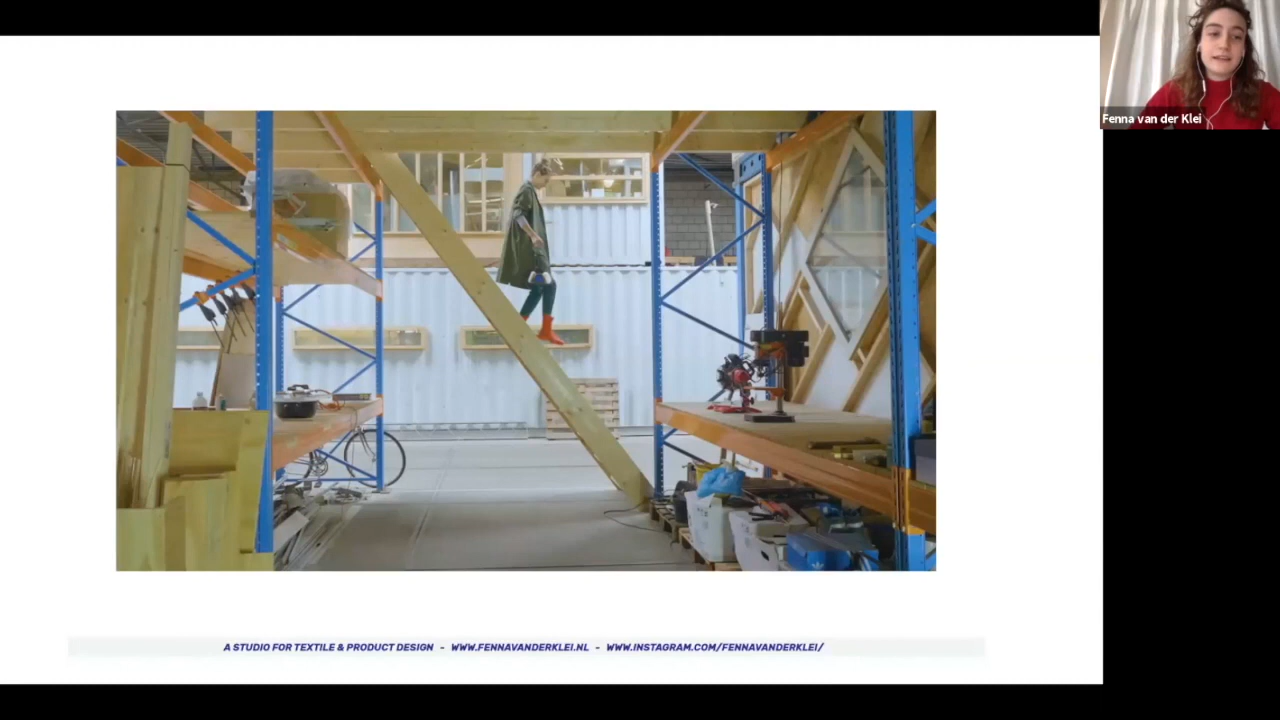 Fenna van der Klei
A STUDIO FOR TEXTILE & PRODUCT DESIGN - WWW.FENNAVANDERKLEI.NL - WWW.INSTAGRAM.COM/FENNAVANDERKLEI/